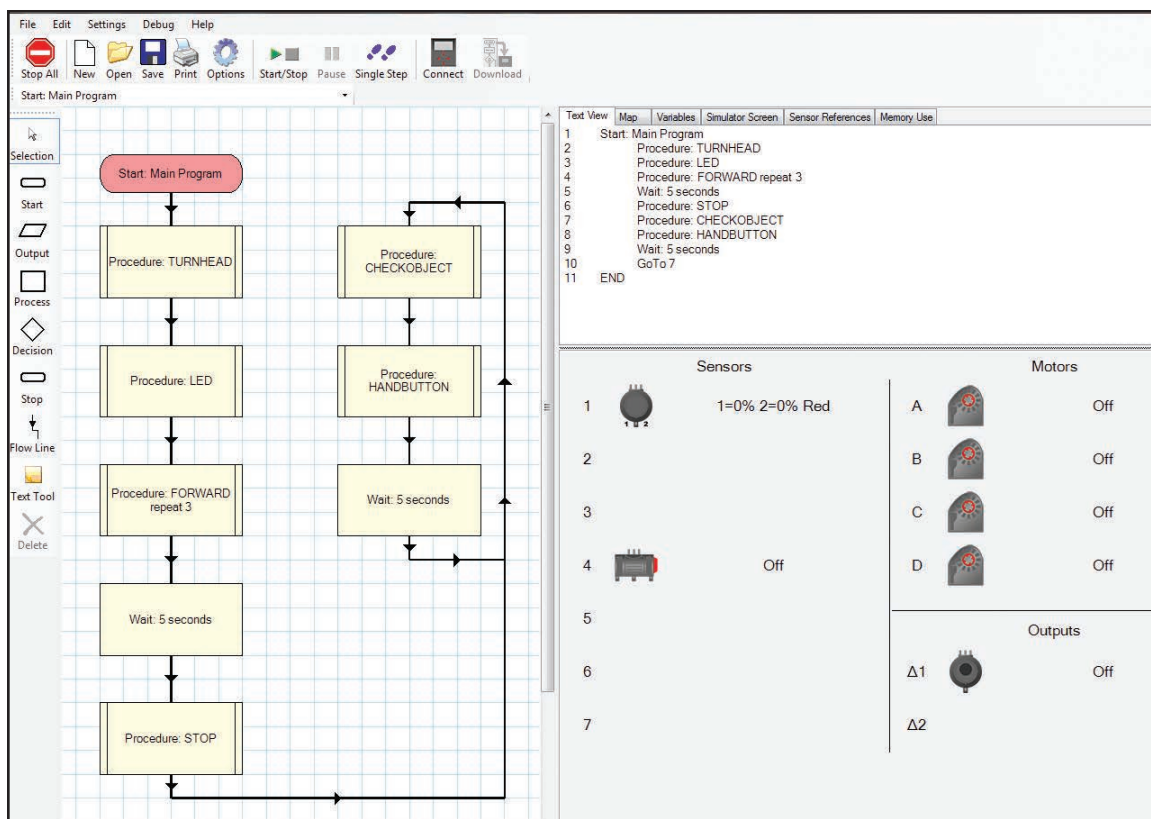 File Edit Settings Debug Help
Stop All New Open Save Print Options Start/Stop Pause Single Step Connect Download
Start: Main Program
Selection
Start
Output
Process
Decision
Stop
Flow Line
Text Tool
Delete
Start: Main Program
Procedure: TURNHEAD
Procedure: LED
Procedure: FORWARD
repeat 3
Wait: 5 seconds
Procedure: STOP
Procedure:
CHECKOBJECT
Procedure:
HANDBUTTON
Wait: 5 seconds
Text View Map Variables Simulator Screen Sensor References Memory Use
1 Start: Main Program
2 Procedure: TURNHEAD
3 Procedure: LED
4 Procedure: FORWARD repeat 3
5 Wait: 5 seconds
6 Procedure: STOP
7 Procedure: CHECKOBJECT
8 Procedure: HANDBUTTON
9 Wait: 5 seconds
10 GoTo 7
11 END
Sensors
1 1=0% 2=0% Red
1 2
2
3
4 Off
5
6
7
Motors
A Off
B Off
C Off
D Off
Outputs
Δ1 Off
Δ2